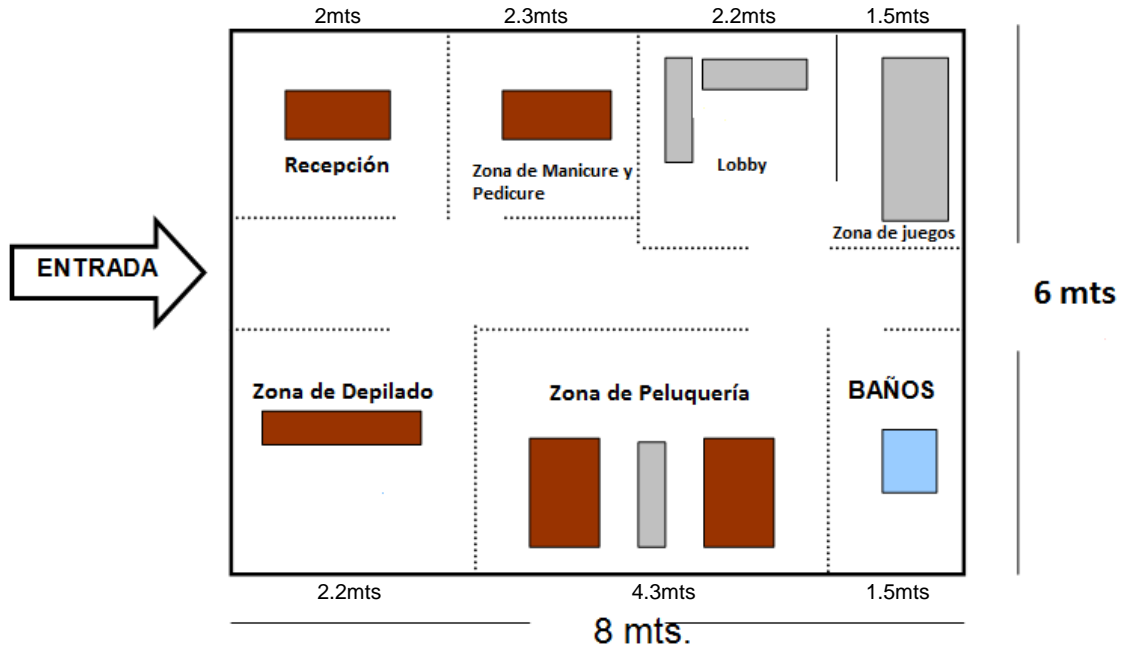 2mts
2.3mts
2.2mts
1.5mts
Recepción
Zona de Manicure y
Pedicure
Lobby
Zona de juegos
ENTRADA
6 mts
Zona de Depilado
Zona de Peluquería
BAÑOS
2.2mts
4.3mts
1.5mts
8 mts.